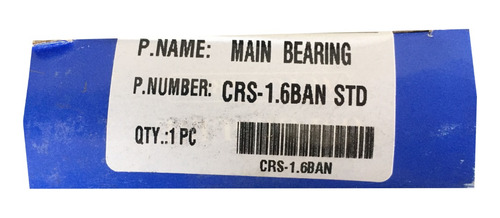 P.NAME: MAIN BEARING
P.NUMBER: CRS-1.6BAN STD
QTY.:1 PC
CRS-1.6BAN